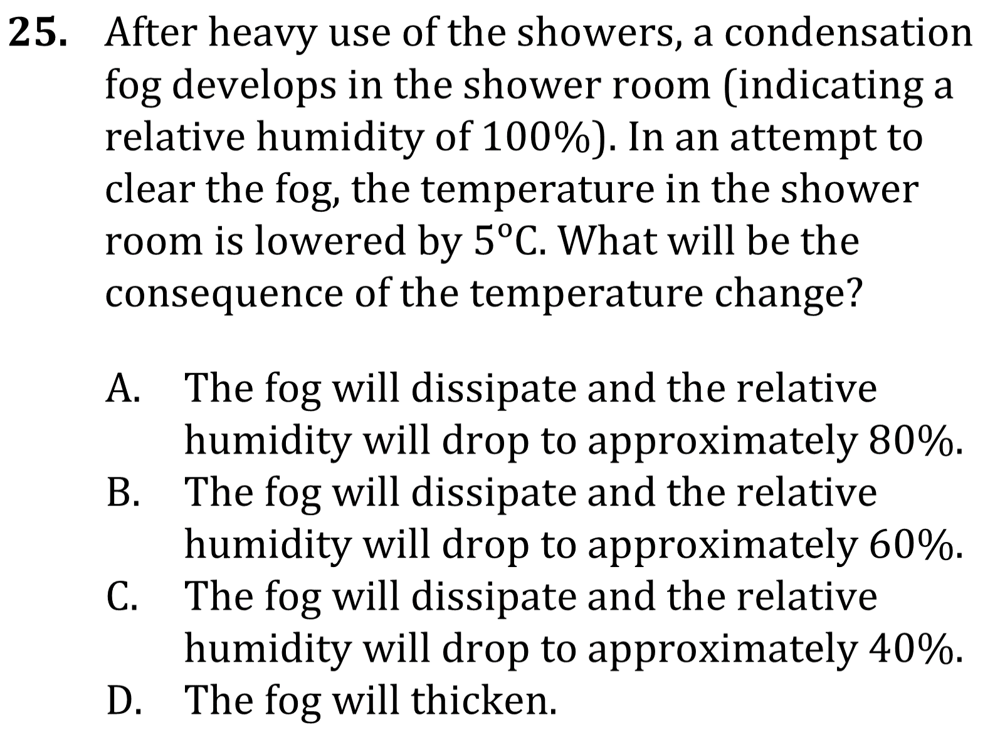 25. After heavy use of the showers, a condensation
fog develops in the shower room (indicating a
relative humidity of 100%). In an attempt to
clear the fog, the temperature in the shower
room is lowered by 5ºC. What will be the
consequence of the temperature change?
A. The fog will dissipate and the relative
humidity will drop to approximately 80%.
B. The fog will dissipate and the relative
humidity will drop to approximately 60%.
C. The fog will dissipate and the relative
humidity will drop to approximately 40%.
D. The fog will thicken.